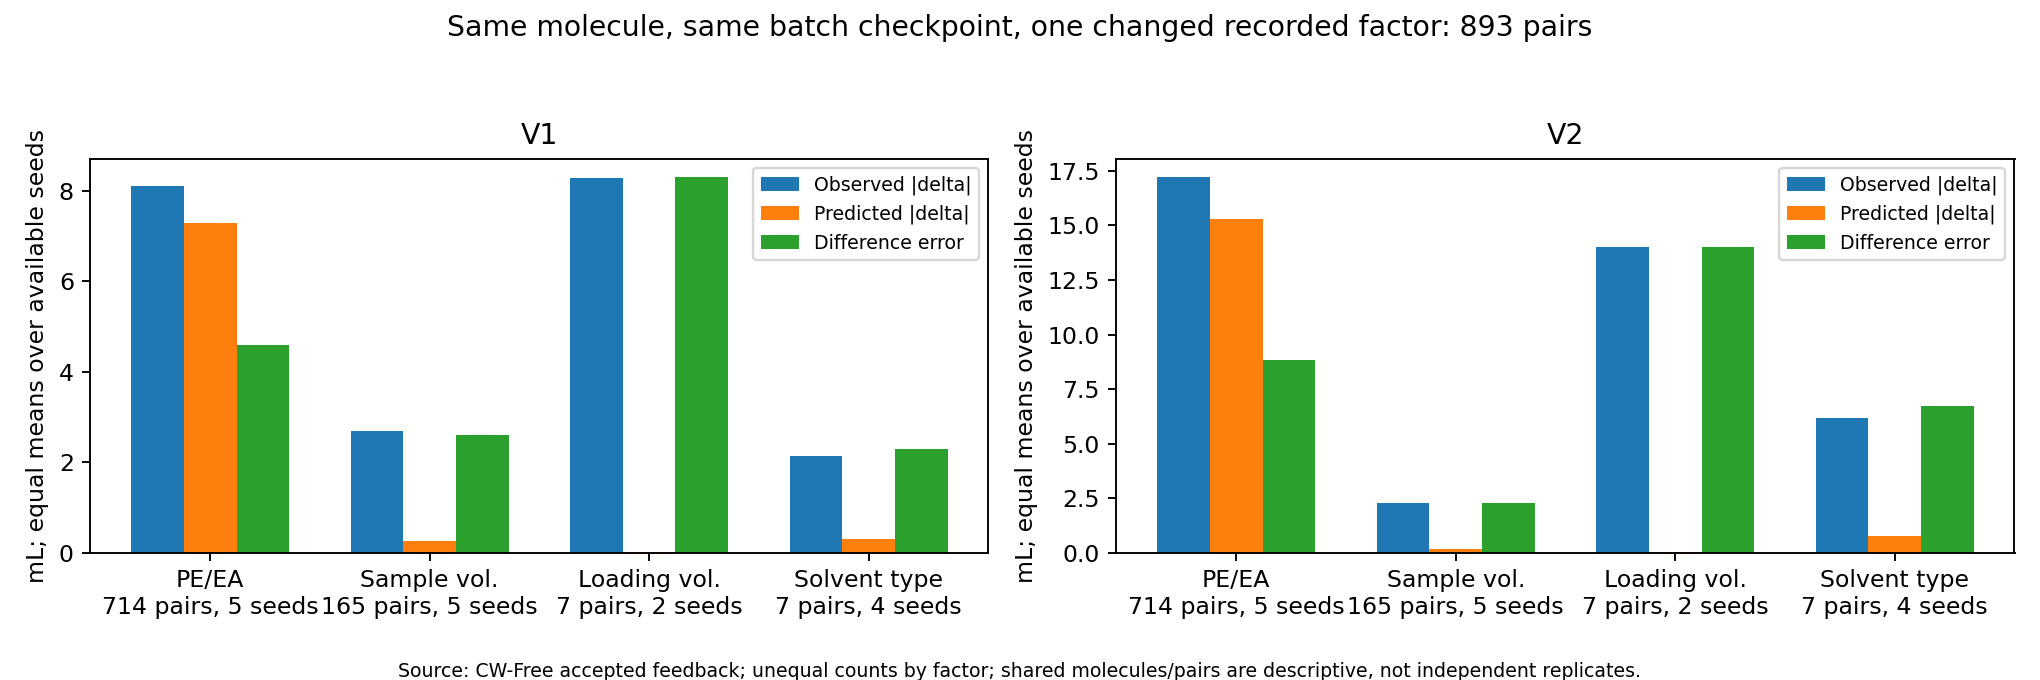 Same molecule, same batch checkpoint, one changed recorded factor: 893 pairs
V1
mL; equal means over available seeds
8
6
4
2
0
Observed |delta|
Predicted |delta|
Difference error
PE/EA
714 pairs, 5 seeds
Sample vol.
165 pairs, 5 seeds
Loading vol.
7 pairs, 2 seeds
Solvent type
7 pairs, 4 seeds
V2
mL; equal means over available seeds
17.5
15.0
12.5
10.0
7.5
5.0
2.5
0.0
Observed |delta|
Predicted |delta|
Difference error
PE/EA
714 pairs, 5 seeds
Sample vol.
165 pairs, 5 seeds
Loading vol.
7 pairs, 2 seeds
Solvent type
7 pairs, 4 seeds
Source: CW-Free accepted feedback; unequal counts by factor; shared molecules/pairs are descriptive, not independent replicates.